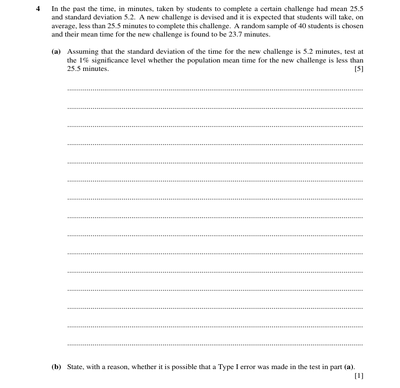 4 In the past the time, in minutes, taken by students to complete a certain challenge had mean 25.5
and standard deviation 5.2. A new challenge is devised and it is expected that students will take, on
average, less than 25.5 minutes to complete this challenge. A random sample of 40 students is chosen
and their mean time for the new challenge is found to be 23.7 minutes.
(a) Assuming that the standard deviation of the time for the new challenge is 5.2 minutes, test at
the 1% significance level whether the population mean time for the new challenge is less than
25.5 minutes. [5]
(b) State, with a reason, whether it is possible that a Type I error was made in the test in part (a).
[1]